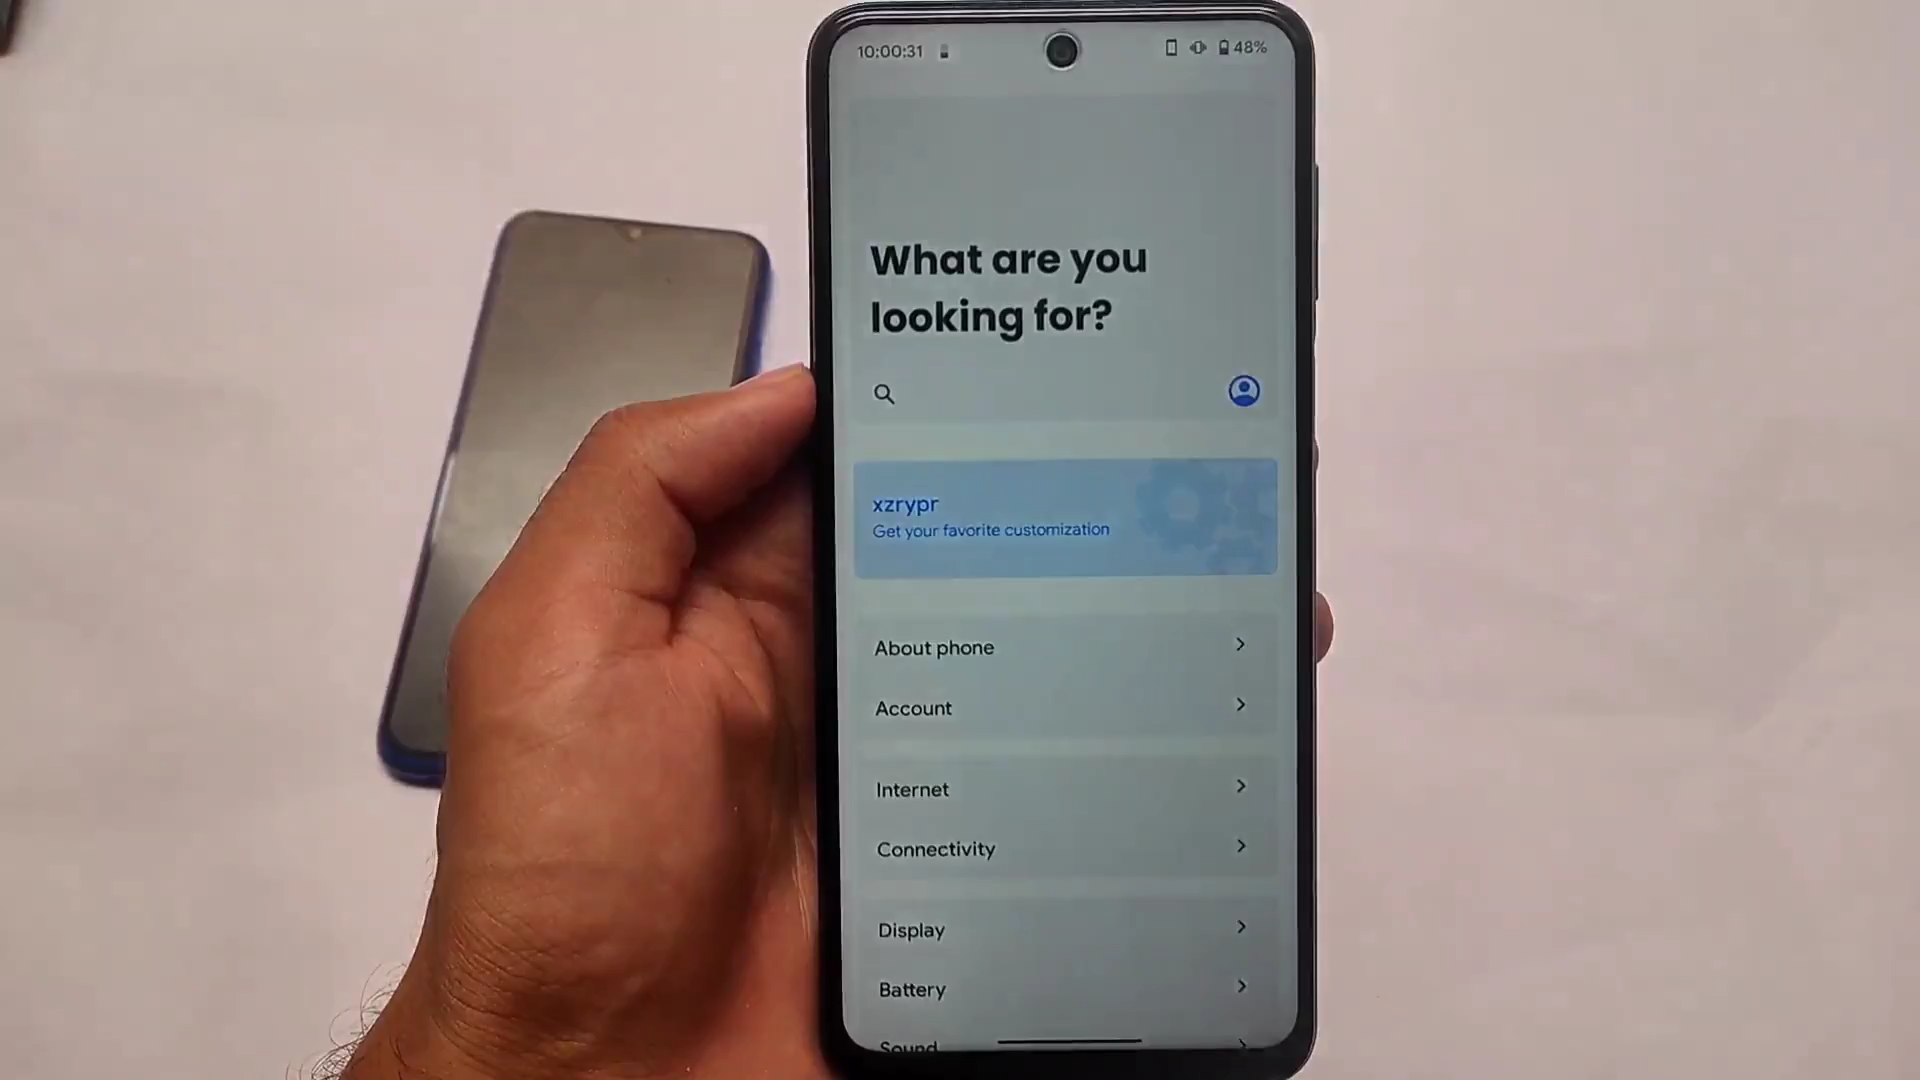 10:00:31
48%
What are you
looking for?
xzrypr
Get your favorite customization
About phone
Account
Internet
Connectivity
Display
Battery
Sound